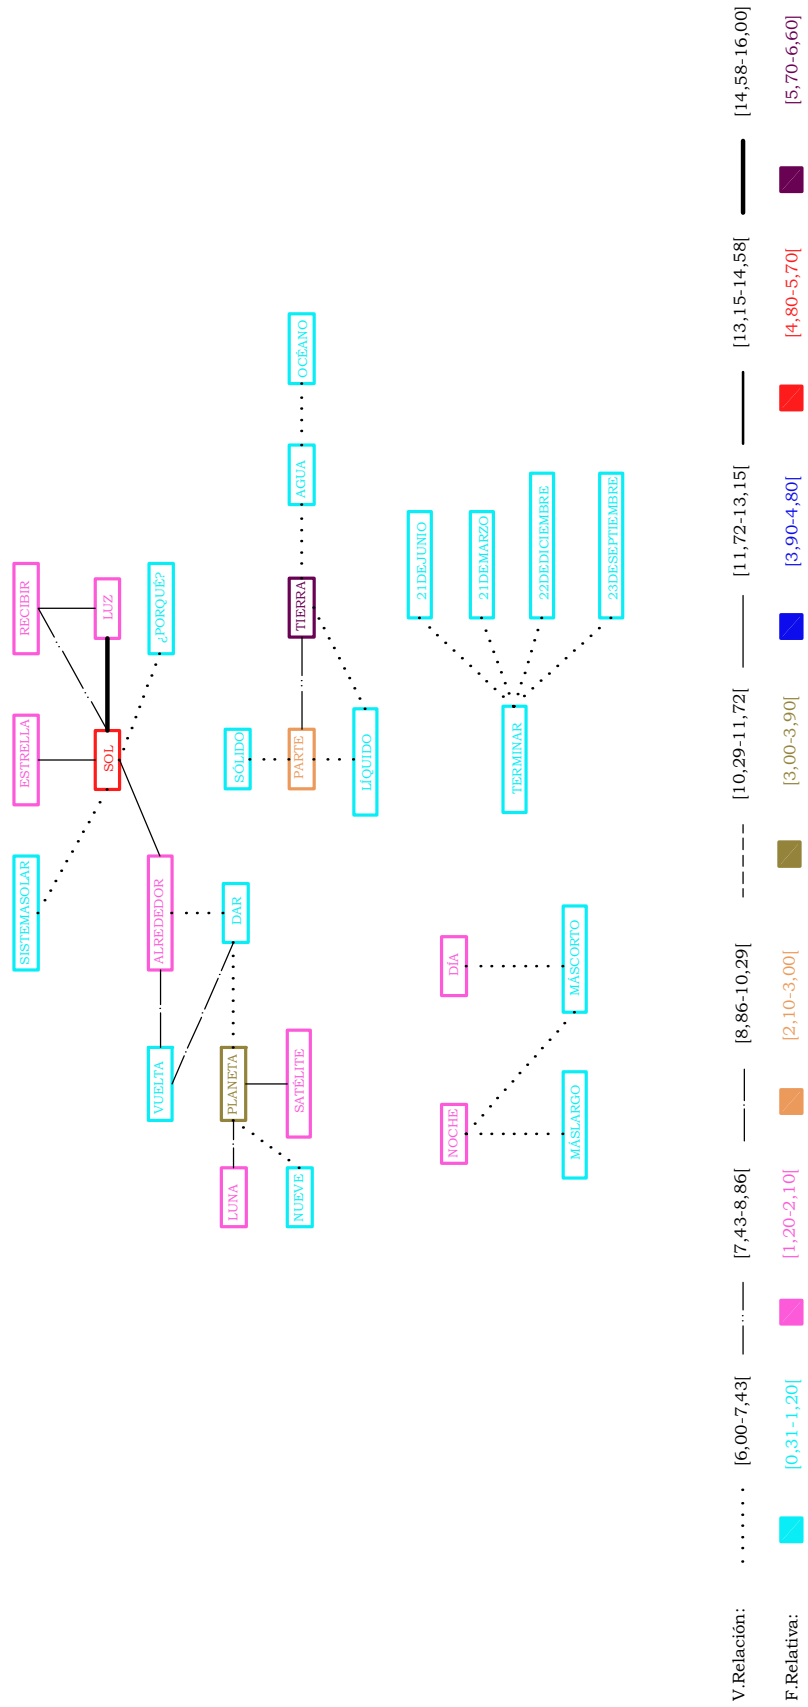 SISTEMASOLAR ESTRELLA RECIBIR
SOL LUZ
VUELTA ALREDEDOR ¿PORQUÉ?
LUNA PLANETA DAR SÓLIDO
NUEVE SATÉLITE PARTE TIERRA AGUA OCÉANO
LÍQUIDO
21DEJUNIO
NOCHE DÍA
21DEMARZO
TERMINAR
22DEDICIEMBRE
MÁSLARGO MÁSCORTO
23DESEPTIEMBRE
V.Relación: [6,00-7,43[ [7,43-8,86[ [8,86-10,29[ [10,29-11,72[ [11,72-13,15[ [13,15-14,58[ [14,58-16,00]
F.Relativa: [0,31-1,20[ [1,20-2,10[ [2,10-3,00[ [3,00-3,90[ [3,90-4,80[ [4,80-5,70[ [5,70-6,60]